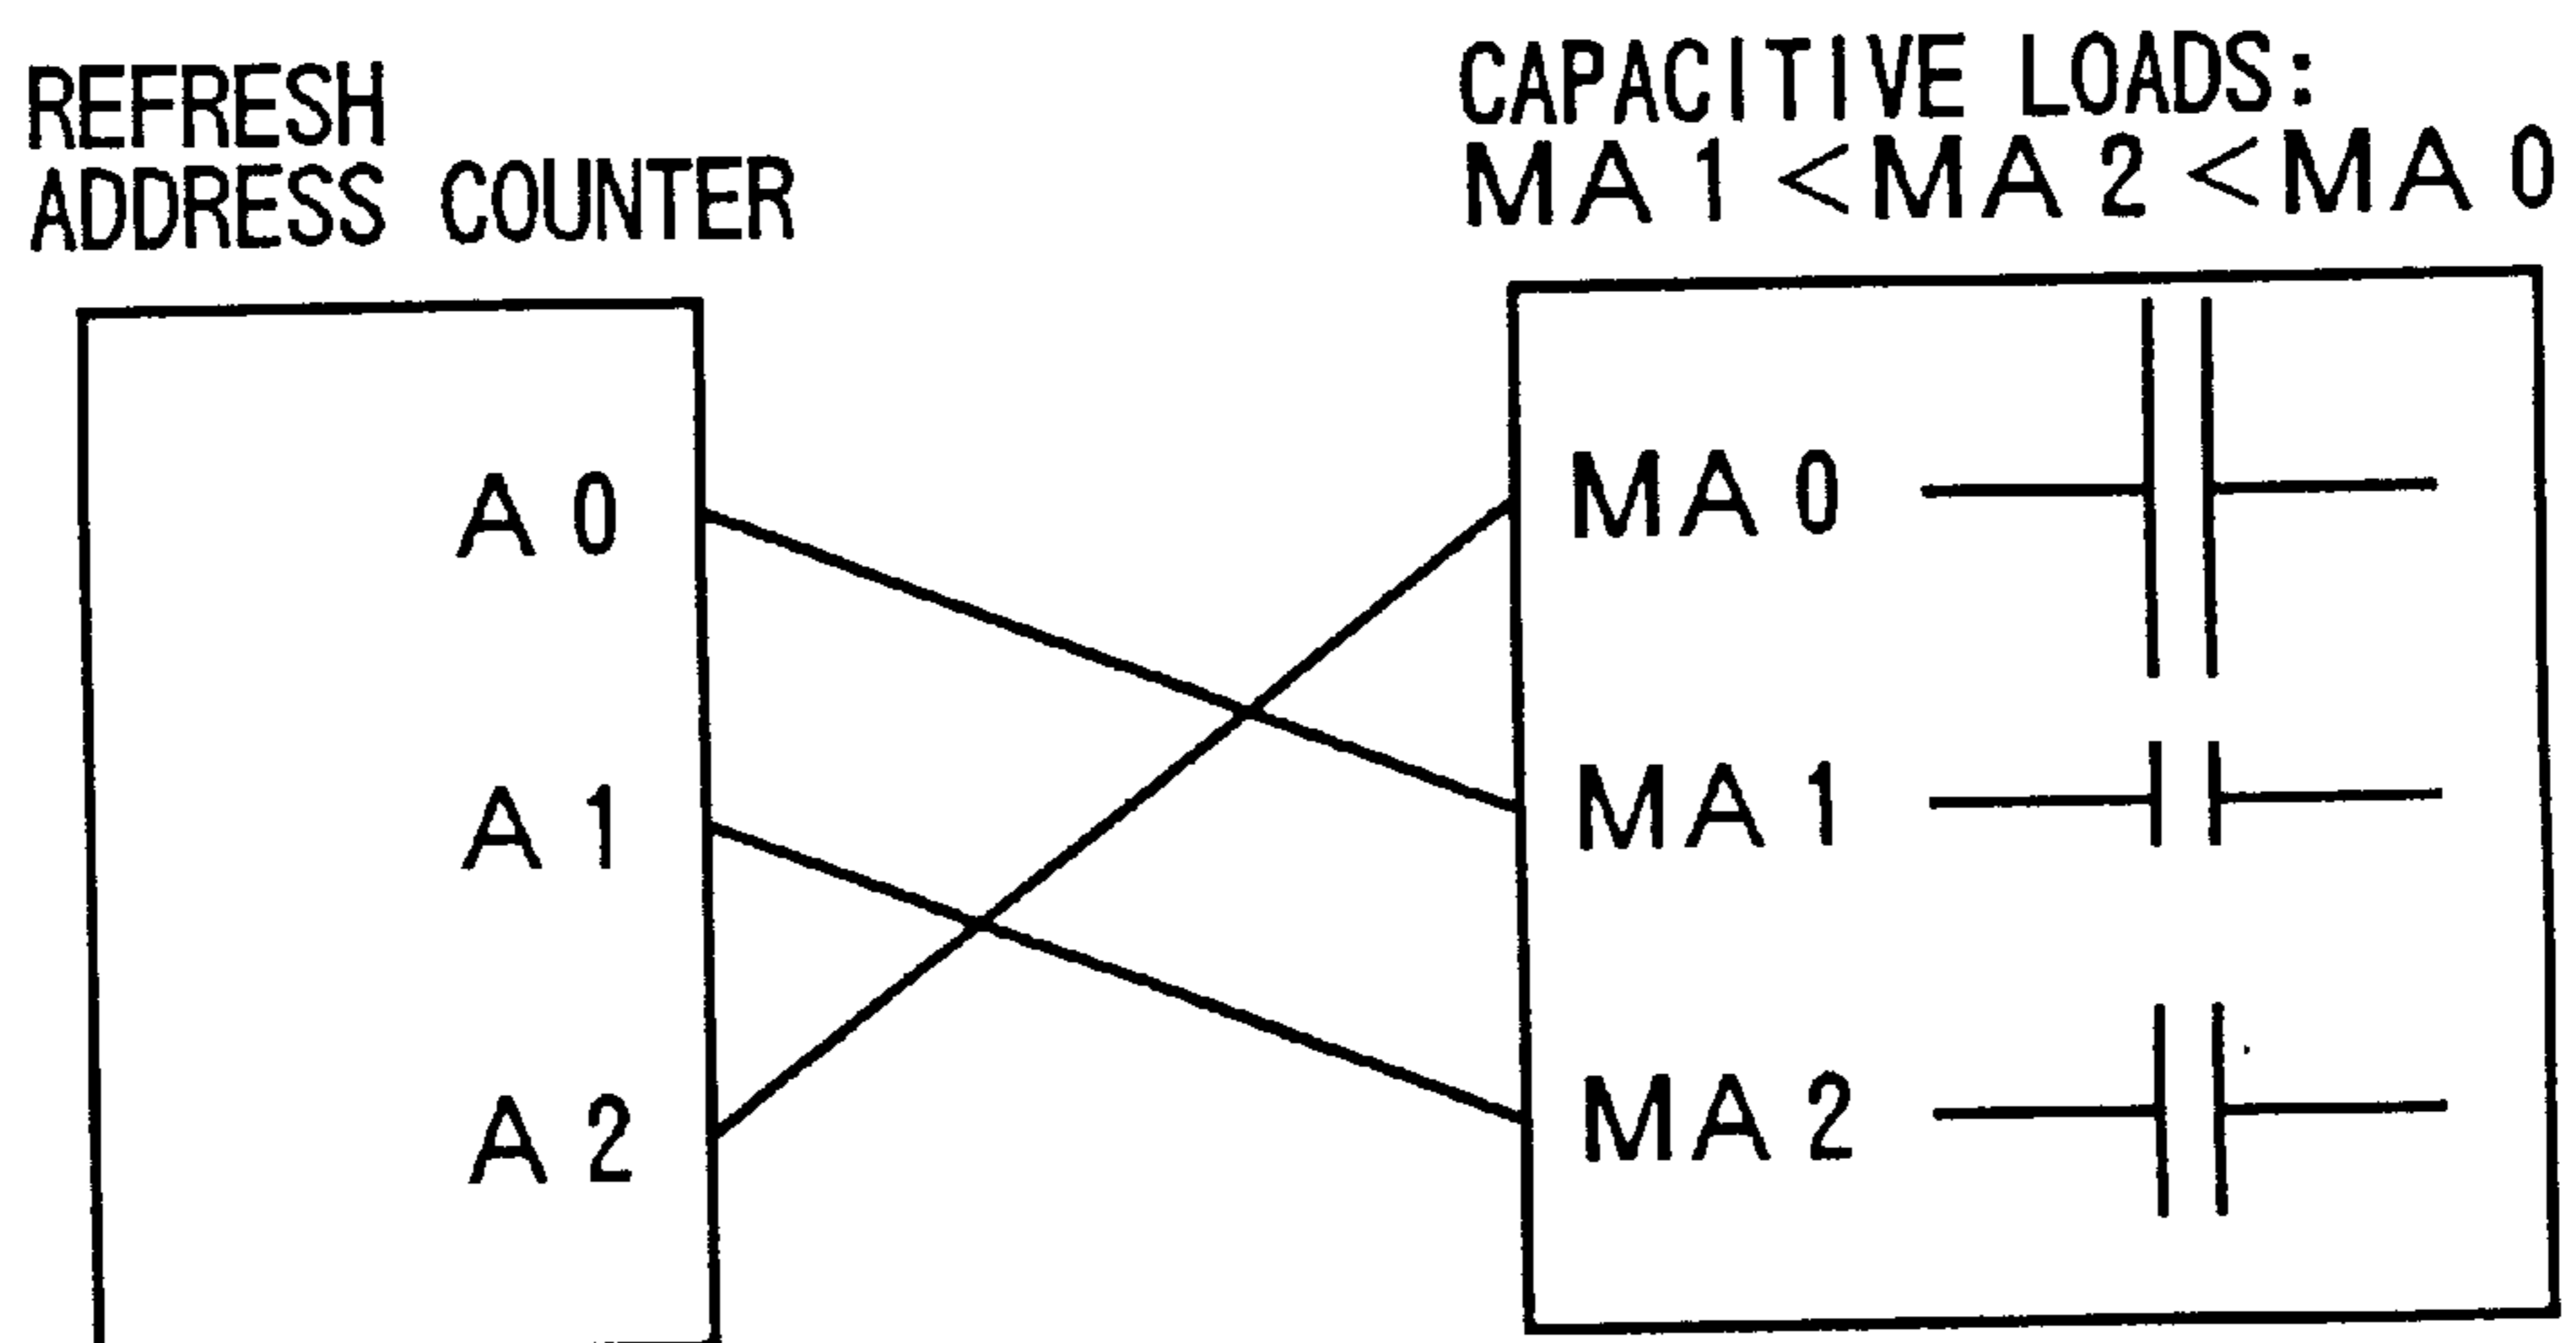 REFRESH
ADDRESS COUNTER
CAPACITIVE LOADS:
MA1<MA2<MA0
A0
A1
A2
MA0
MA1
MA2